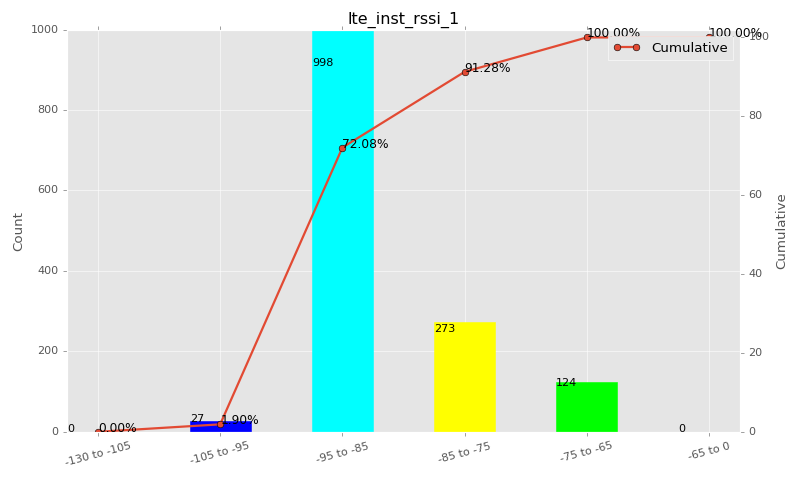 lte_inst_rssi_1
1000
800
600
400
200
0
Count
100
80
60
40
20
0
Cumulative
Cumulative
0
27
998
273
124
0
0.00%
1.90%
72.08%
91.28%
100.00%
100.00%
-130 to -105
-105 to -95
-95 to -85
-85 to -75
-75 to -65
-65 to 0